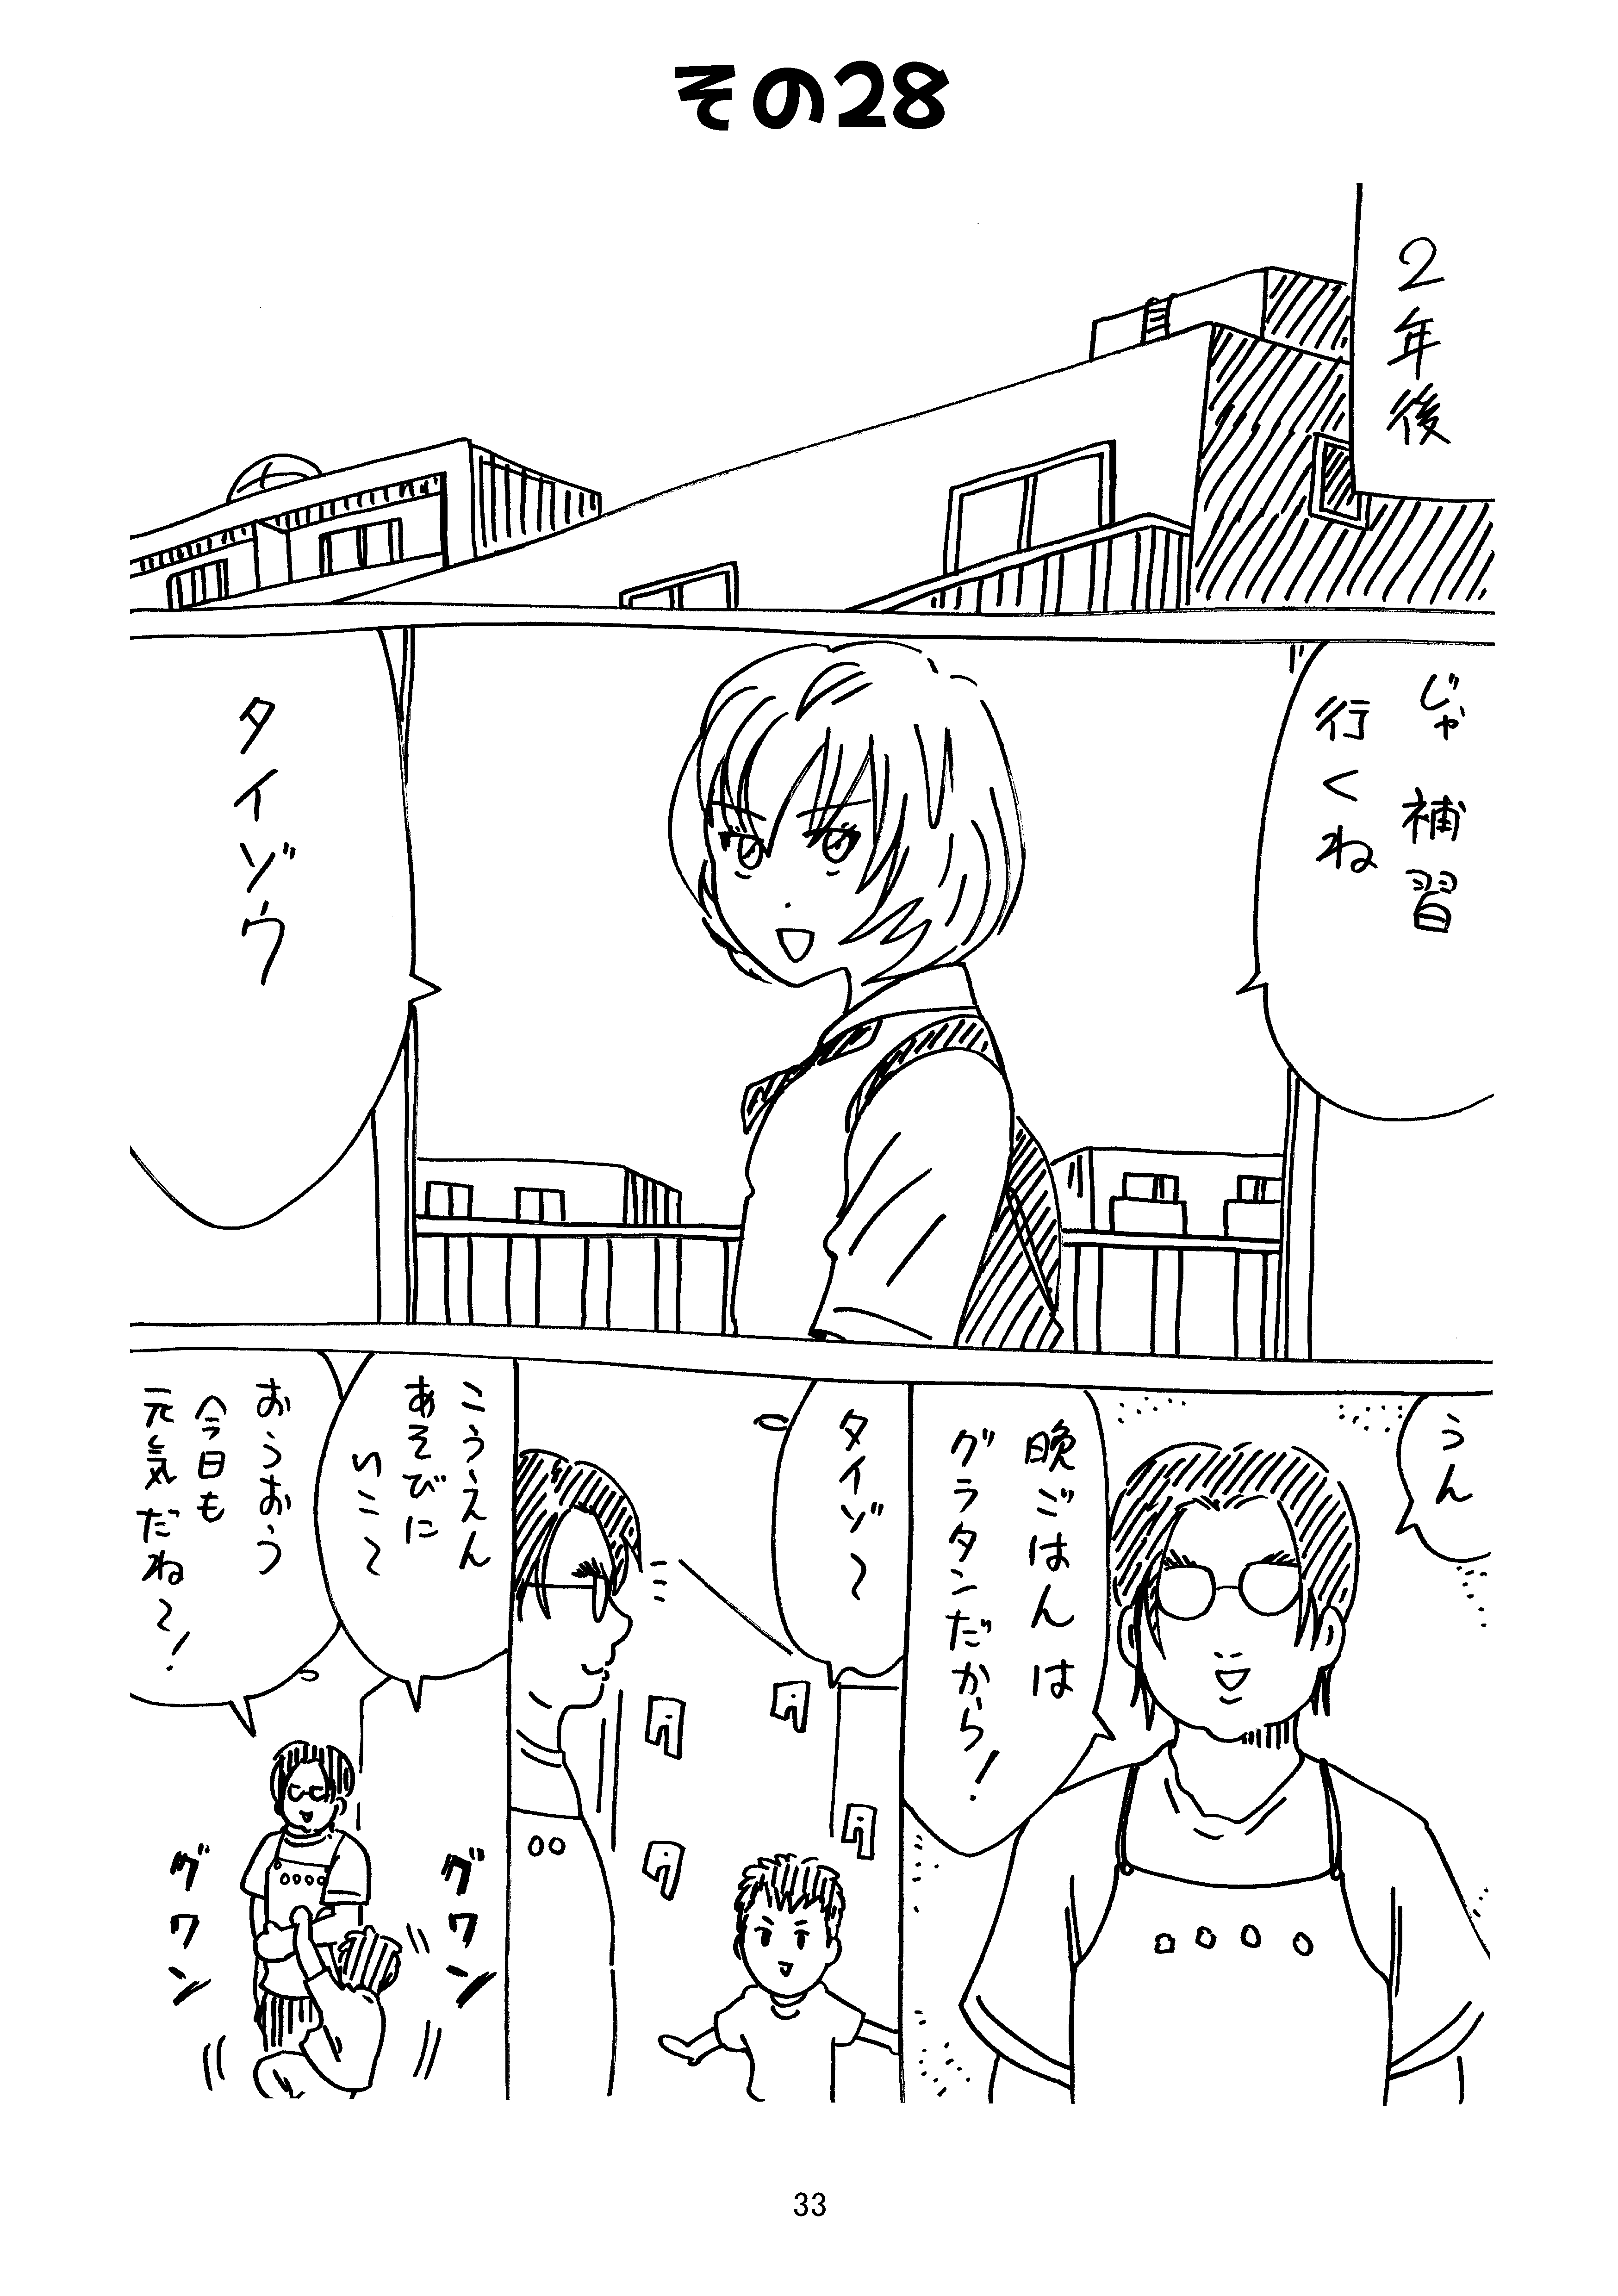 その28
2年後
じゃ 補習
行くね
タイゾウ
うん
晩ごはんは
グラタンだから！
タイゾ〜
こうえん
あそびに
いこ〜
おうおう
今日も
元気だね〜！
グワン
グワン
33